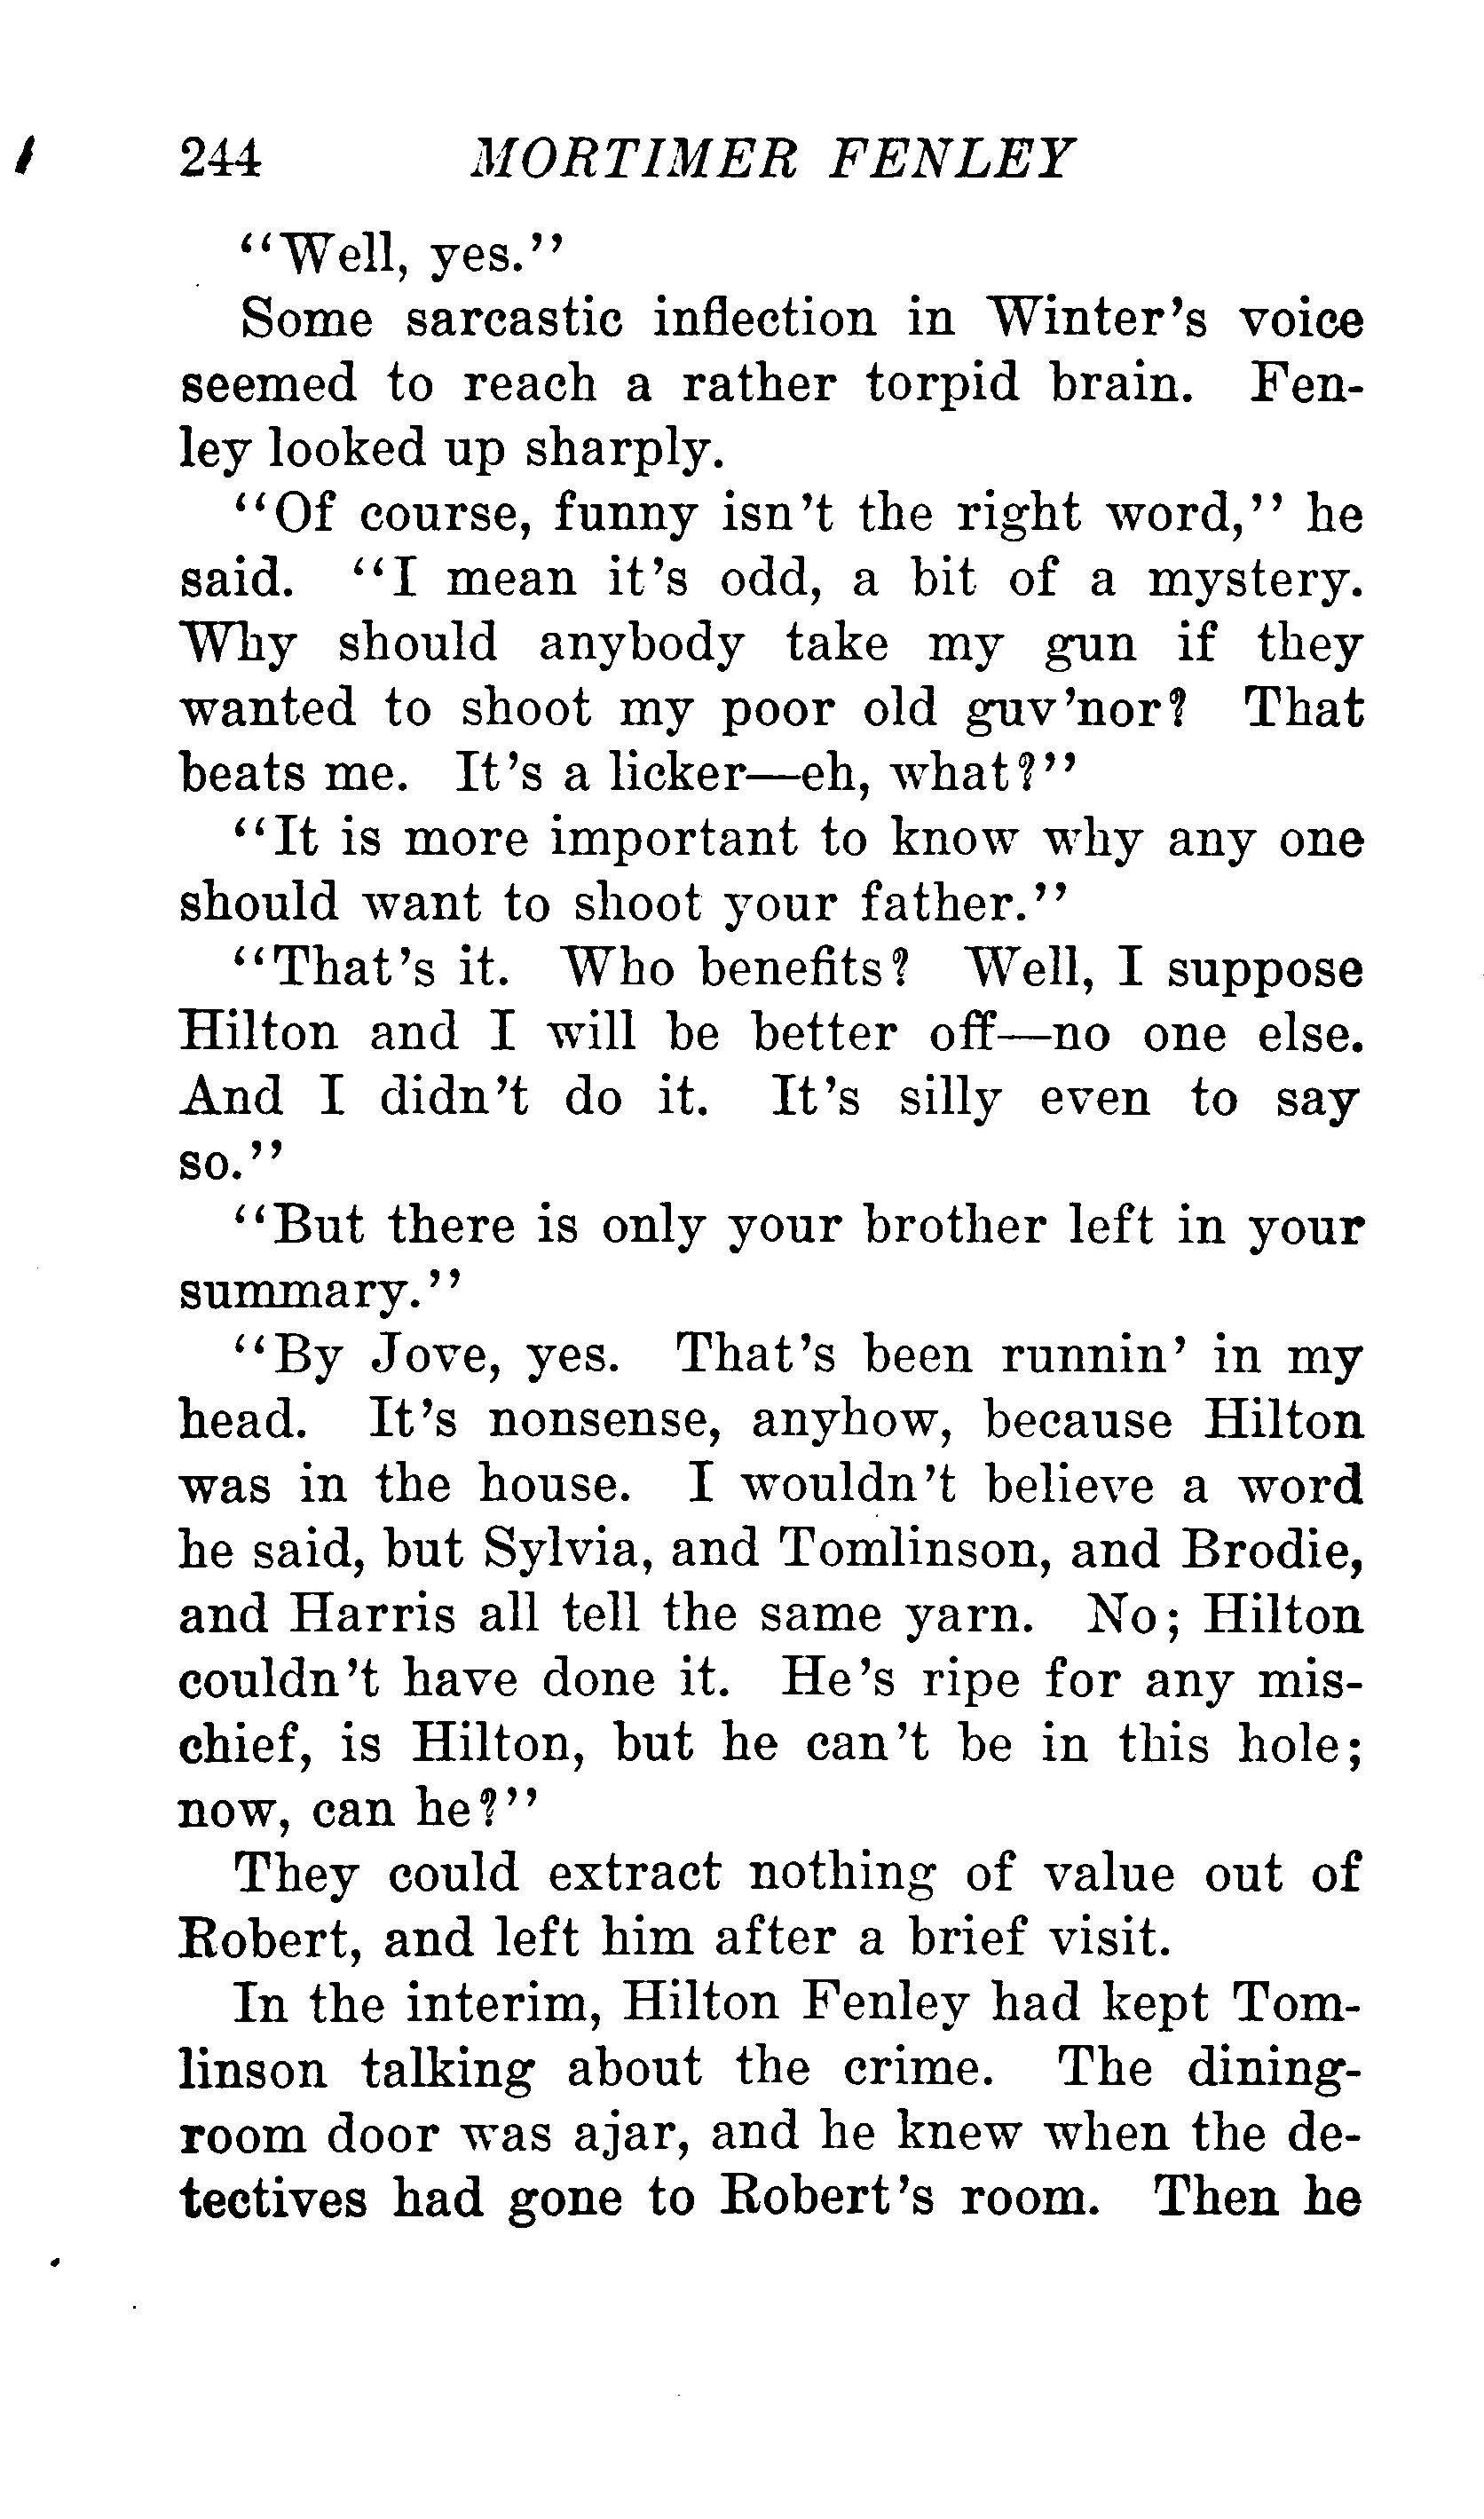 244 MORTIMER FENLEY
"Well, yes."
Some sarcastic inflection in Winter's voice
seemed to reach a rather torpid brain. Fen-
ley looked up sharply.
"Of course, funny isn't the right word," he
said. "I mean it's odd, a bit of a mystery.
Why should anybody take my gun if they
wanted to shoot my poor old guv'nor? That
beats me. It's a licker—eh, what?"
"It is more important to know why any one
should want to shoot your father."
"That's it. Who benefits? Well, I suppose
Hilton and I will be better off—no one else.
And I didn't do it. It's silly even to say
so."
"But there is only your brother left in your
summary."
"By Jove, yes. That's been runnin' in my
head. It's nonsense, anyhow, because Hilton
was in the house. I wouldn't believe a word
he said, but Sylvia, and Tomlinson, and Brodie,
and Harris all tell the same yarn. No; Hilton
couldn't have done it. He's ripe for any mis-
chief, is Hilton, but he can't be in this hole;
now, can he?"
They could extract nothing of value out of
Robert, and left him after a brief visit.
In the interim, Hilton Fenley had kept Tom-
linson talking about the crime. The dining-
room door was ajar, and he knew when the de-
tectives had gone to Robert's room. Then he